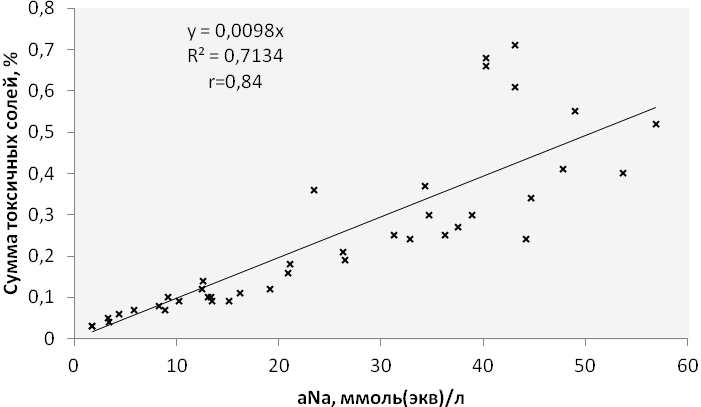 0,8
0,7
0,6
0,5
0,4
0,3
0,2
0,1
0
Сумма токсичных солей, %
y = 0,0098x
R² = 0,7134
r=0,84
0 10 20 30 40 50 60
aNa, ммоль(экв)/л